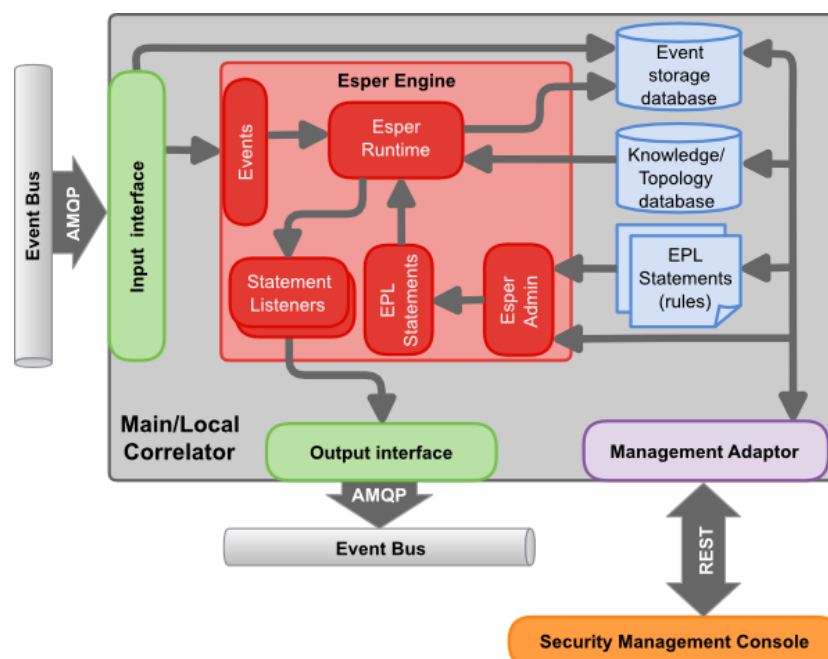 Event Bus
AMQP
Input interface
Esper Engine
Events
Esper
Runtime
Statement
Listeners
EPL
Statements
Esper
Admin
Event
storage
database
Knowledge/
Topology
database
EPL
Statements
(rules)
Main/Local
Correlator
Output interface
Management Adaptor
AMQP
Event Bus
REST
Security Management Console